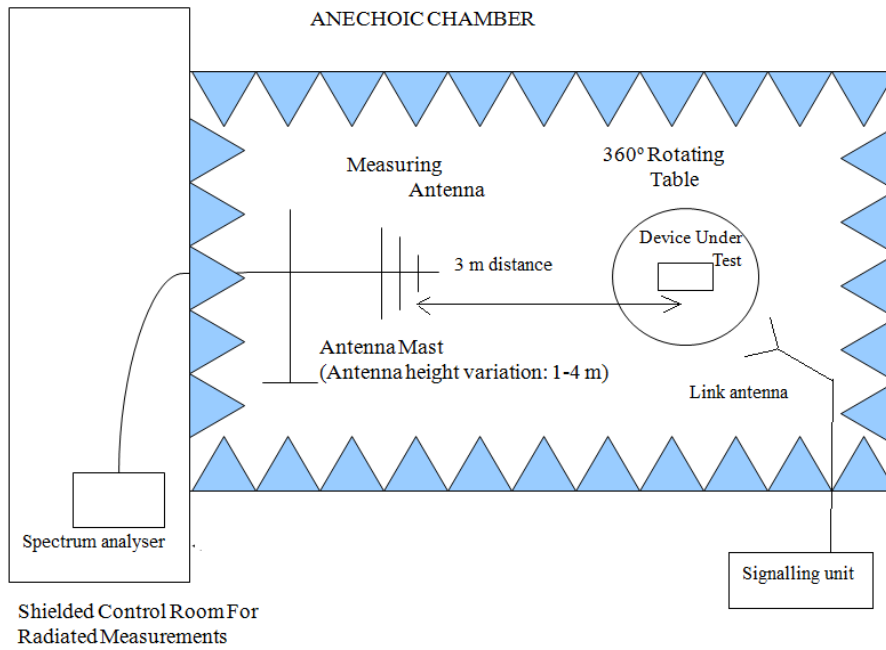 ANECHOIC CHAMBER
Measuring
Antenna
360º Rotating
Table
Device Under
Test
3 m distance
Antenna Mast
(Antenna height variation: 1-4 m)
Link antenna
Spectrum analyser
Signalling unit
Shielded Control Room For
Radiated Measurements